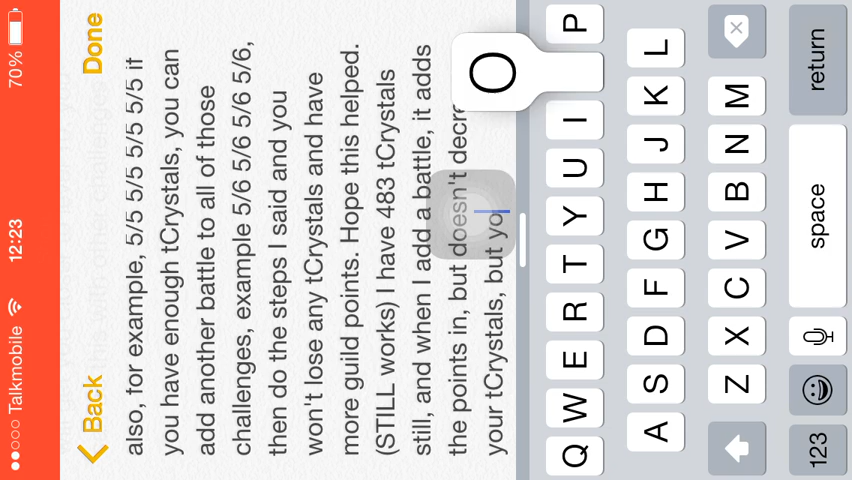 Talkmobile 12:23 70%
Back Done
also, for example, 5/5 5/5 5/5 5/5 if
you have enough tCrystals, you can
add another battle to all of those
challenges, example 5/6 5/6 5/6 5/6,
then do the steps I said and you
won't lose any tCrystals and have
more guild points. Hope this helped.
(STILL works) I have 483 tCrystals
still, and when I add a battle, it adds
the points in, but doesn't decre
your tCrystals, but yo
O
Q W E R T Y U I P
A S D F G H J K L
Z X C V B N M
123 space return